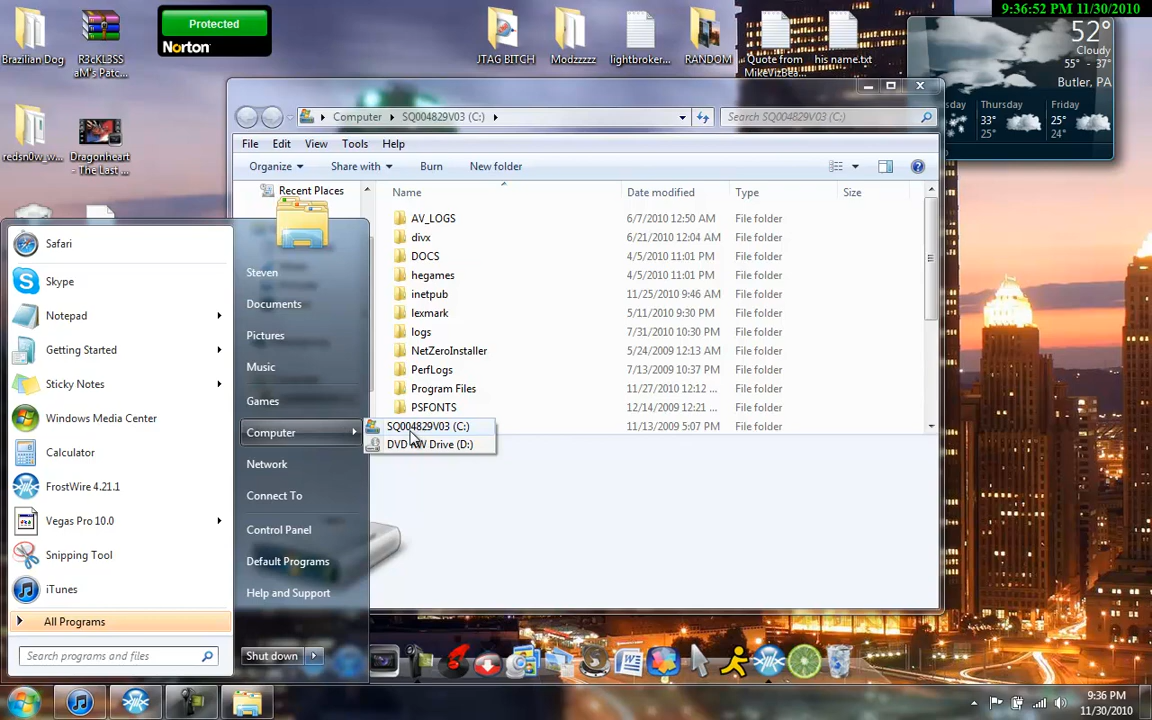 9:36:52 PM 11/30/2010
Brazilian Dog
R3cKL3SS
aM's Patc...
Protected
Norton
JTAG BITCH
Modzzzz
lightbroker...
RANDOM
Quote from
MikeVizBea...
his name.txt
52°
Cloudy
55° - 37°
Butler, PA
sday
Thursday
33°
25°
Friday
25°
24°
redsn0w_w...
Dragonheart
- The Last ...
Computer
SQ004829V03 (C:)
Search SQ004829V03 (C:)
File
Edit
View
Tools
Help
Organize
Share with
Burn
New folder
Recent Places
Name
Date modified
Type
Size
AV_LOGS 6/7/2010 12:50 AM File folder
divx 6/21/2010 12:04 AM File folder
DOCS 4/5/2010 11:01 PM File folder
hegames 4/5/2010 11:01 PM File folder
inetpub 11/25/2010 9:46 AM File folder
lexmark 5/11/2010 9:30 PM File folder
logs 7/31/2010 10:30 PM File folder
NetZeroInstaller 5/24/2009 12:13 AM File folder
PerfLogs 7/13/2009 10:37 PM File folder
Program Files 11/27/2010 12:12 ... File folder
PSFONTS 12/14/2009 12:21 ... File folder
11/13/2009 5:07 PM File folder
Safari
Skype
Notepad
Getting Started
Sticky Notes
Windows Media Center
Calculator
FrostWire 4.21.1
Vegas Pro 10.0
Snipping Tool
iTunes
All Programs
Search programs and files
Steven
Documents
Pictures
Music
Games
Computer
SQ004829V03 (C:)
DVD RW Drive (D:)
Network
Connect To
Control Panel
Default Programs
Help and Support
Shut down
9:36 PM
11/30/2010